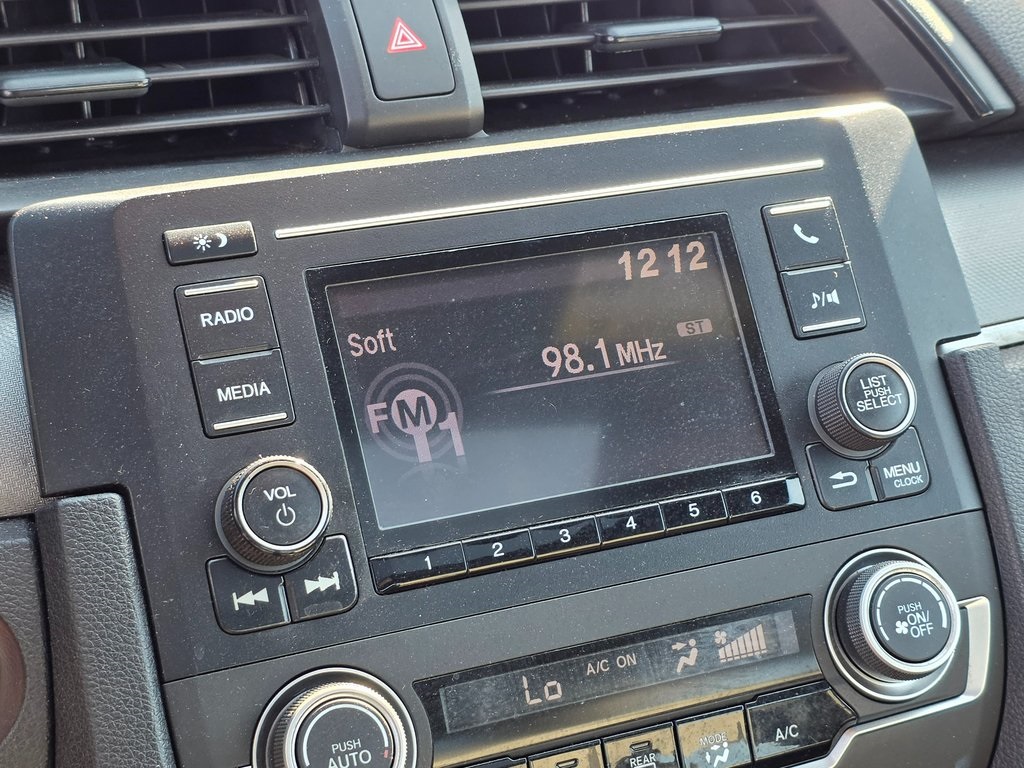 RADIO
MEDIA
VOL
12 12
Soft
ST
98.1 MHz
FM
1
LIST
PUSH
SELECT
MENU
CLOCK
1 2 3 4 5 6
PUSH
ON/
OFF
A/C ON
Lo
PUSH
AUTO
REAR
MODE
A/C